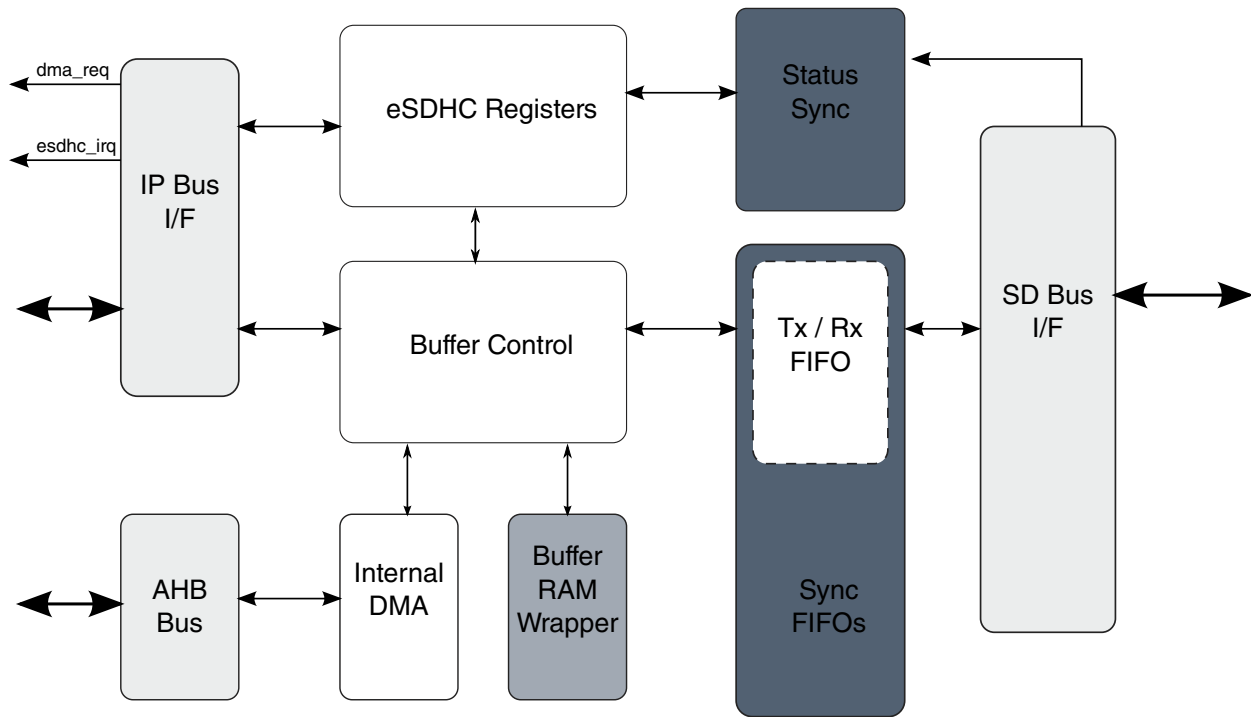 dma_req
esdhc_irq
IP Bus
I/F
eSDHC Registers
Status
Sync
Buffer Control
Tx / Rx
FIFO
SD Bus
I/F
AHB
Bus
Internal
DMA
Buffer
RAM
Wrapper
Sync
FIFOs